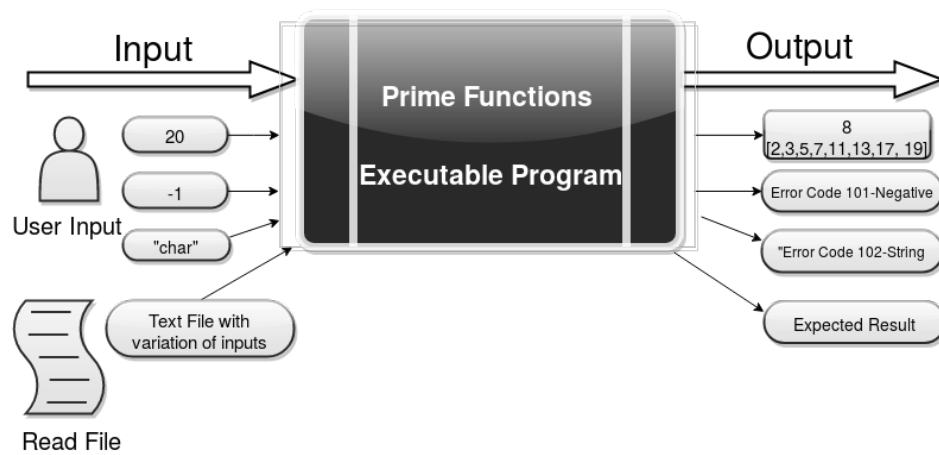 Input
Output
Prime Functions
Executable Program
20
-1
"char"
User Input
Text File with
variation of inputs
Read File
8
[2,3,5,7,11,13,17, 19]
Error Code 101-Negative
"Error Code 102-String
Expected Result